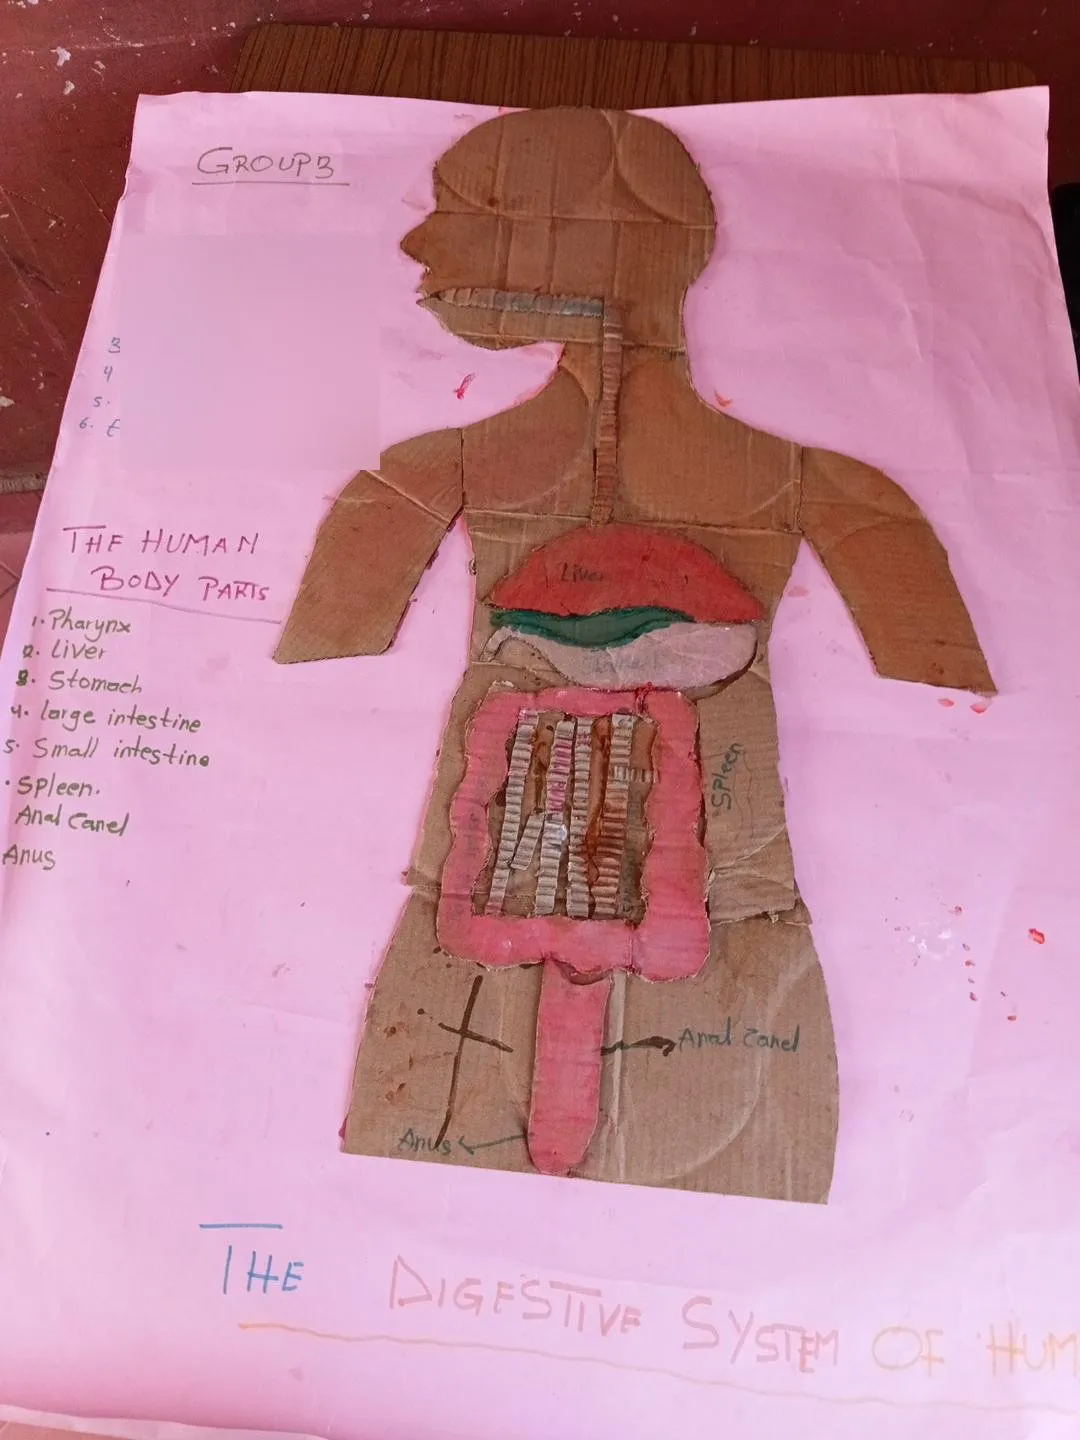 GROUP3
3
4
5.
6. E
THE HUMAN
BODY PARTS
1. Pharynx
2. Liver
3. Stomach
4. large intestine
5. Small intestine
. Spleen.
Anal Canel
Anus
Liver
Stomach
Spleen
Anal Canel
Anus
THE DIGESTIVE SYSTEM OF HUM